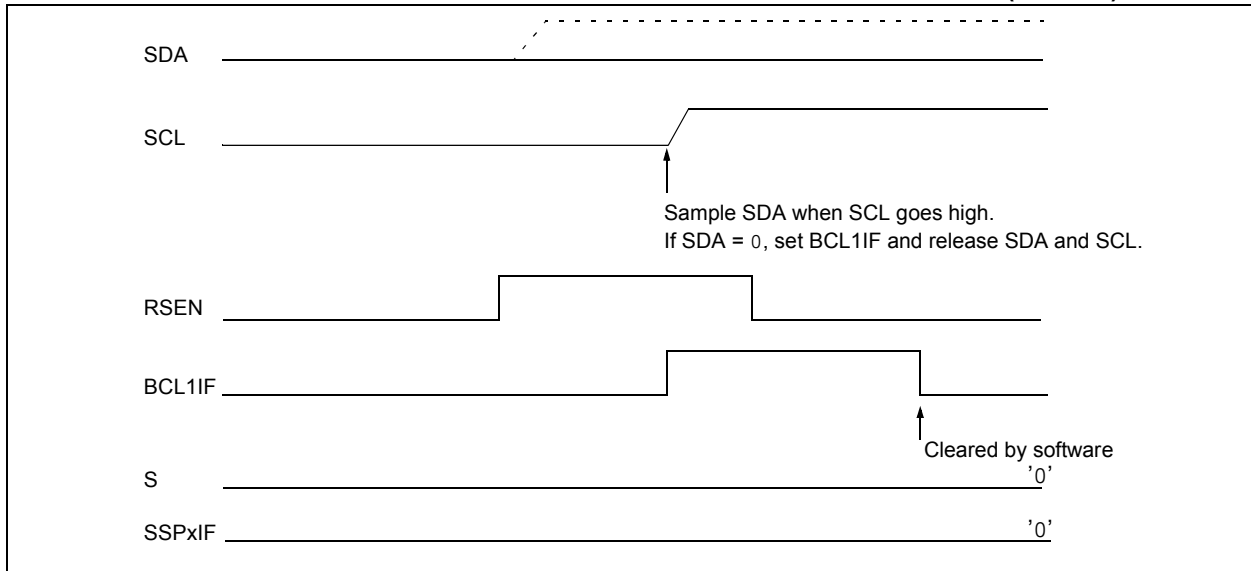 SDA
SCL
Sample SDA when SCL goes high.
If SDA = 0, set BCL1IF and release SDA and SCL.
RSEN
BCL1IF
Cleared by software
S
'0'
SSPxIF
'0'